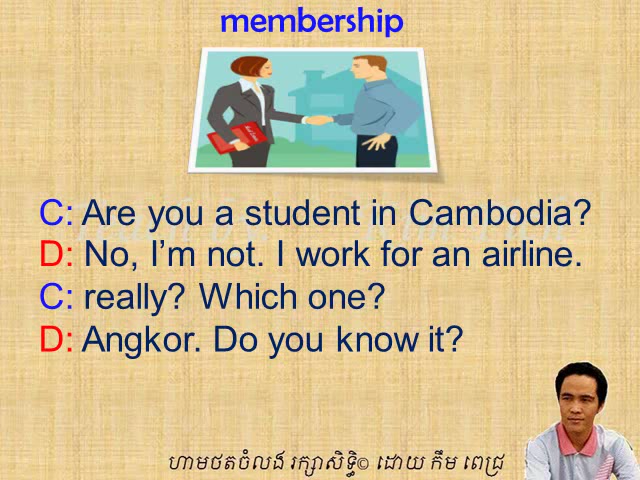 membership
C: Are you a student in Cambodia?
D: No, I'm not. I work for an airline.
C: really? Which one?
D: Angkor. Do you know it?
ហាមថតចំលង រក្សាសិទ្ធិ© ដោយ កឹម ពេជ្រ